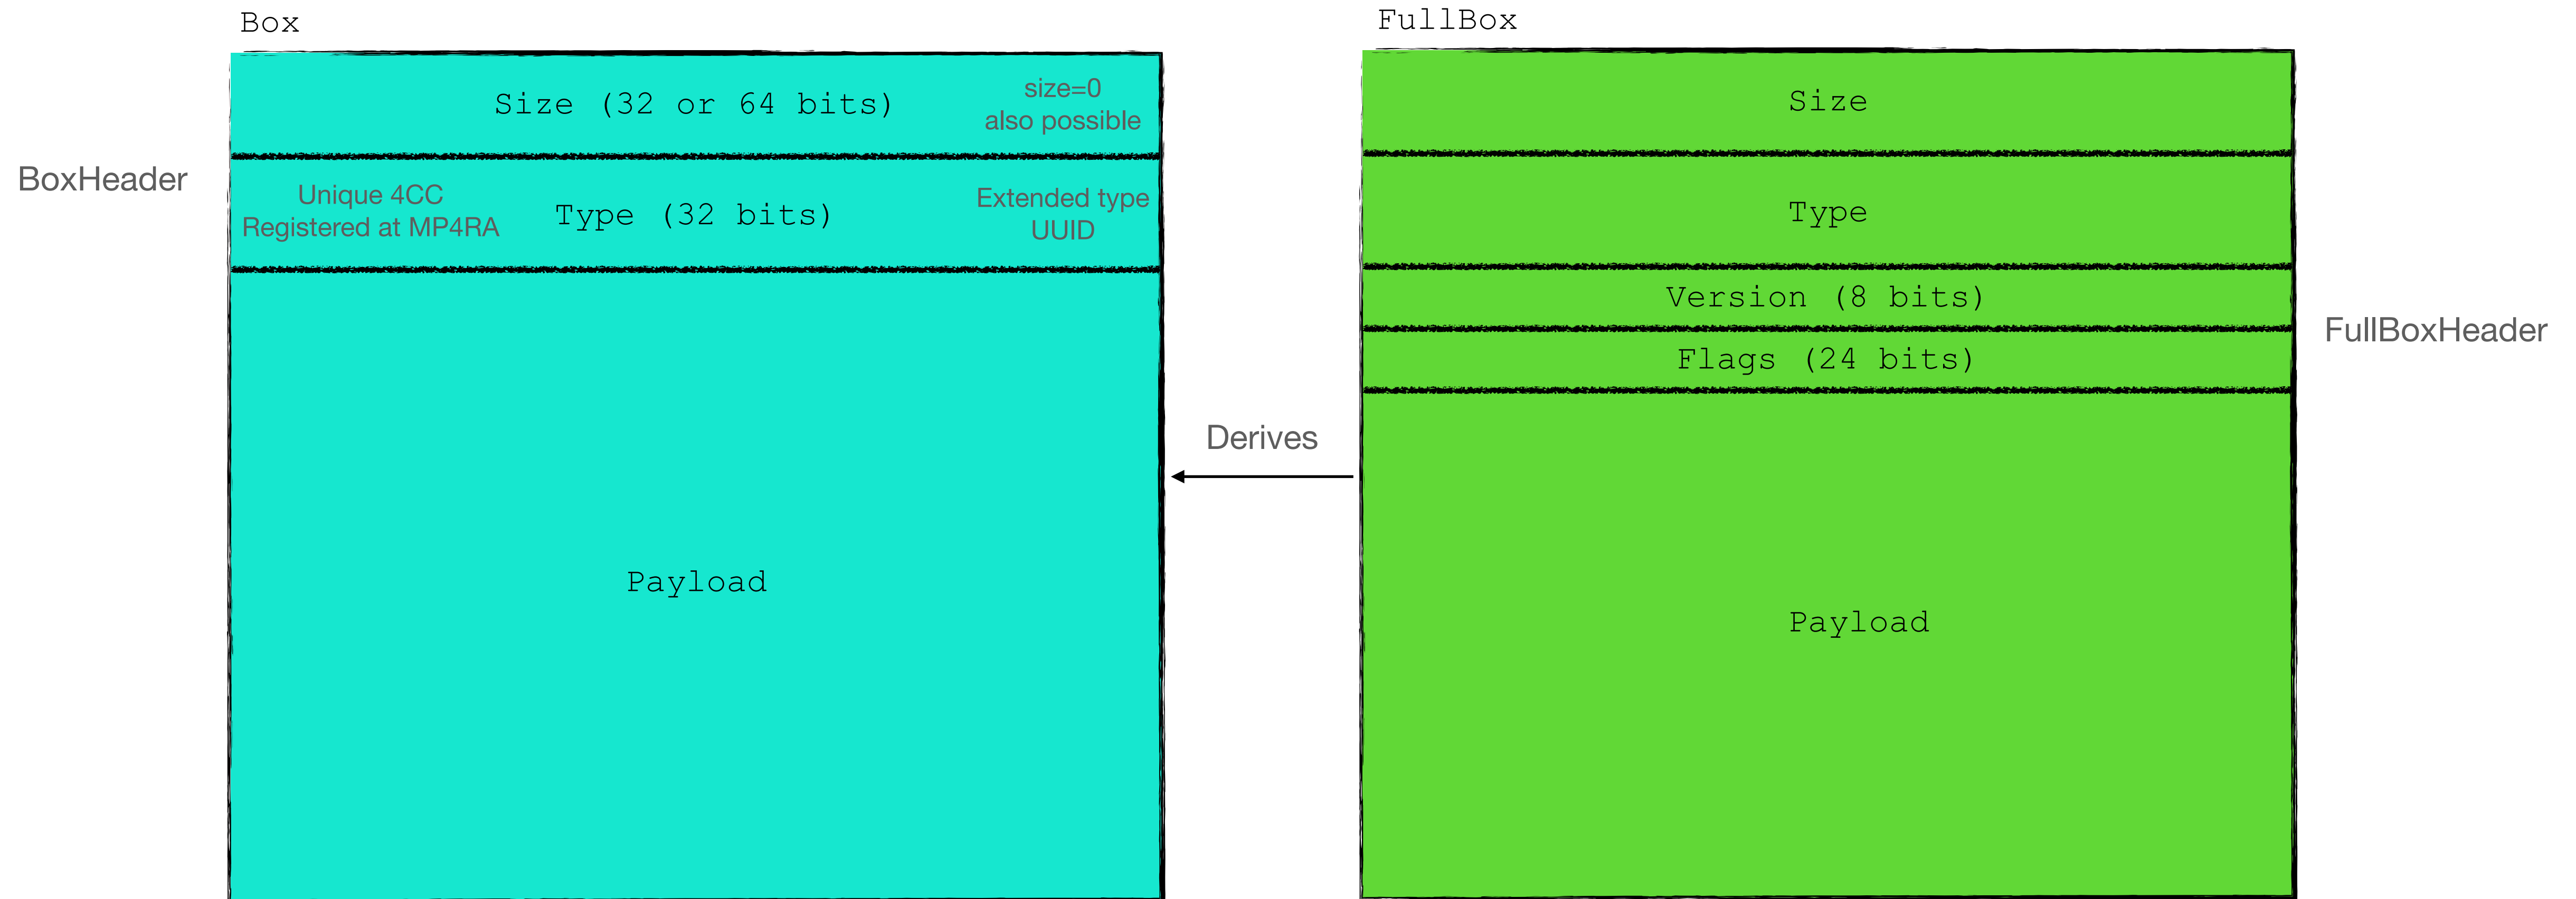 Box
Size (32 or 64 bits)
size=0
also possible
BoxHeader
Unique 4CC
Registered at MP4RA
Type (32 bits)
Extended type
UUID
Payload
Derives
FullBox
Size
Type
Version (8 bits)
Flags (24 bits)
FullBoxHeader
Payload